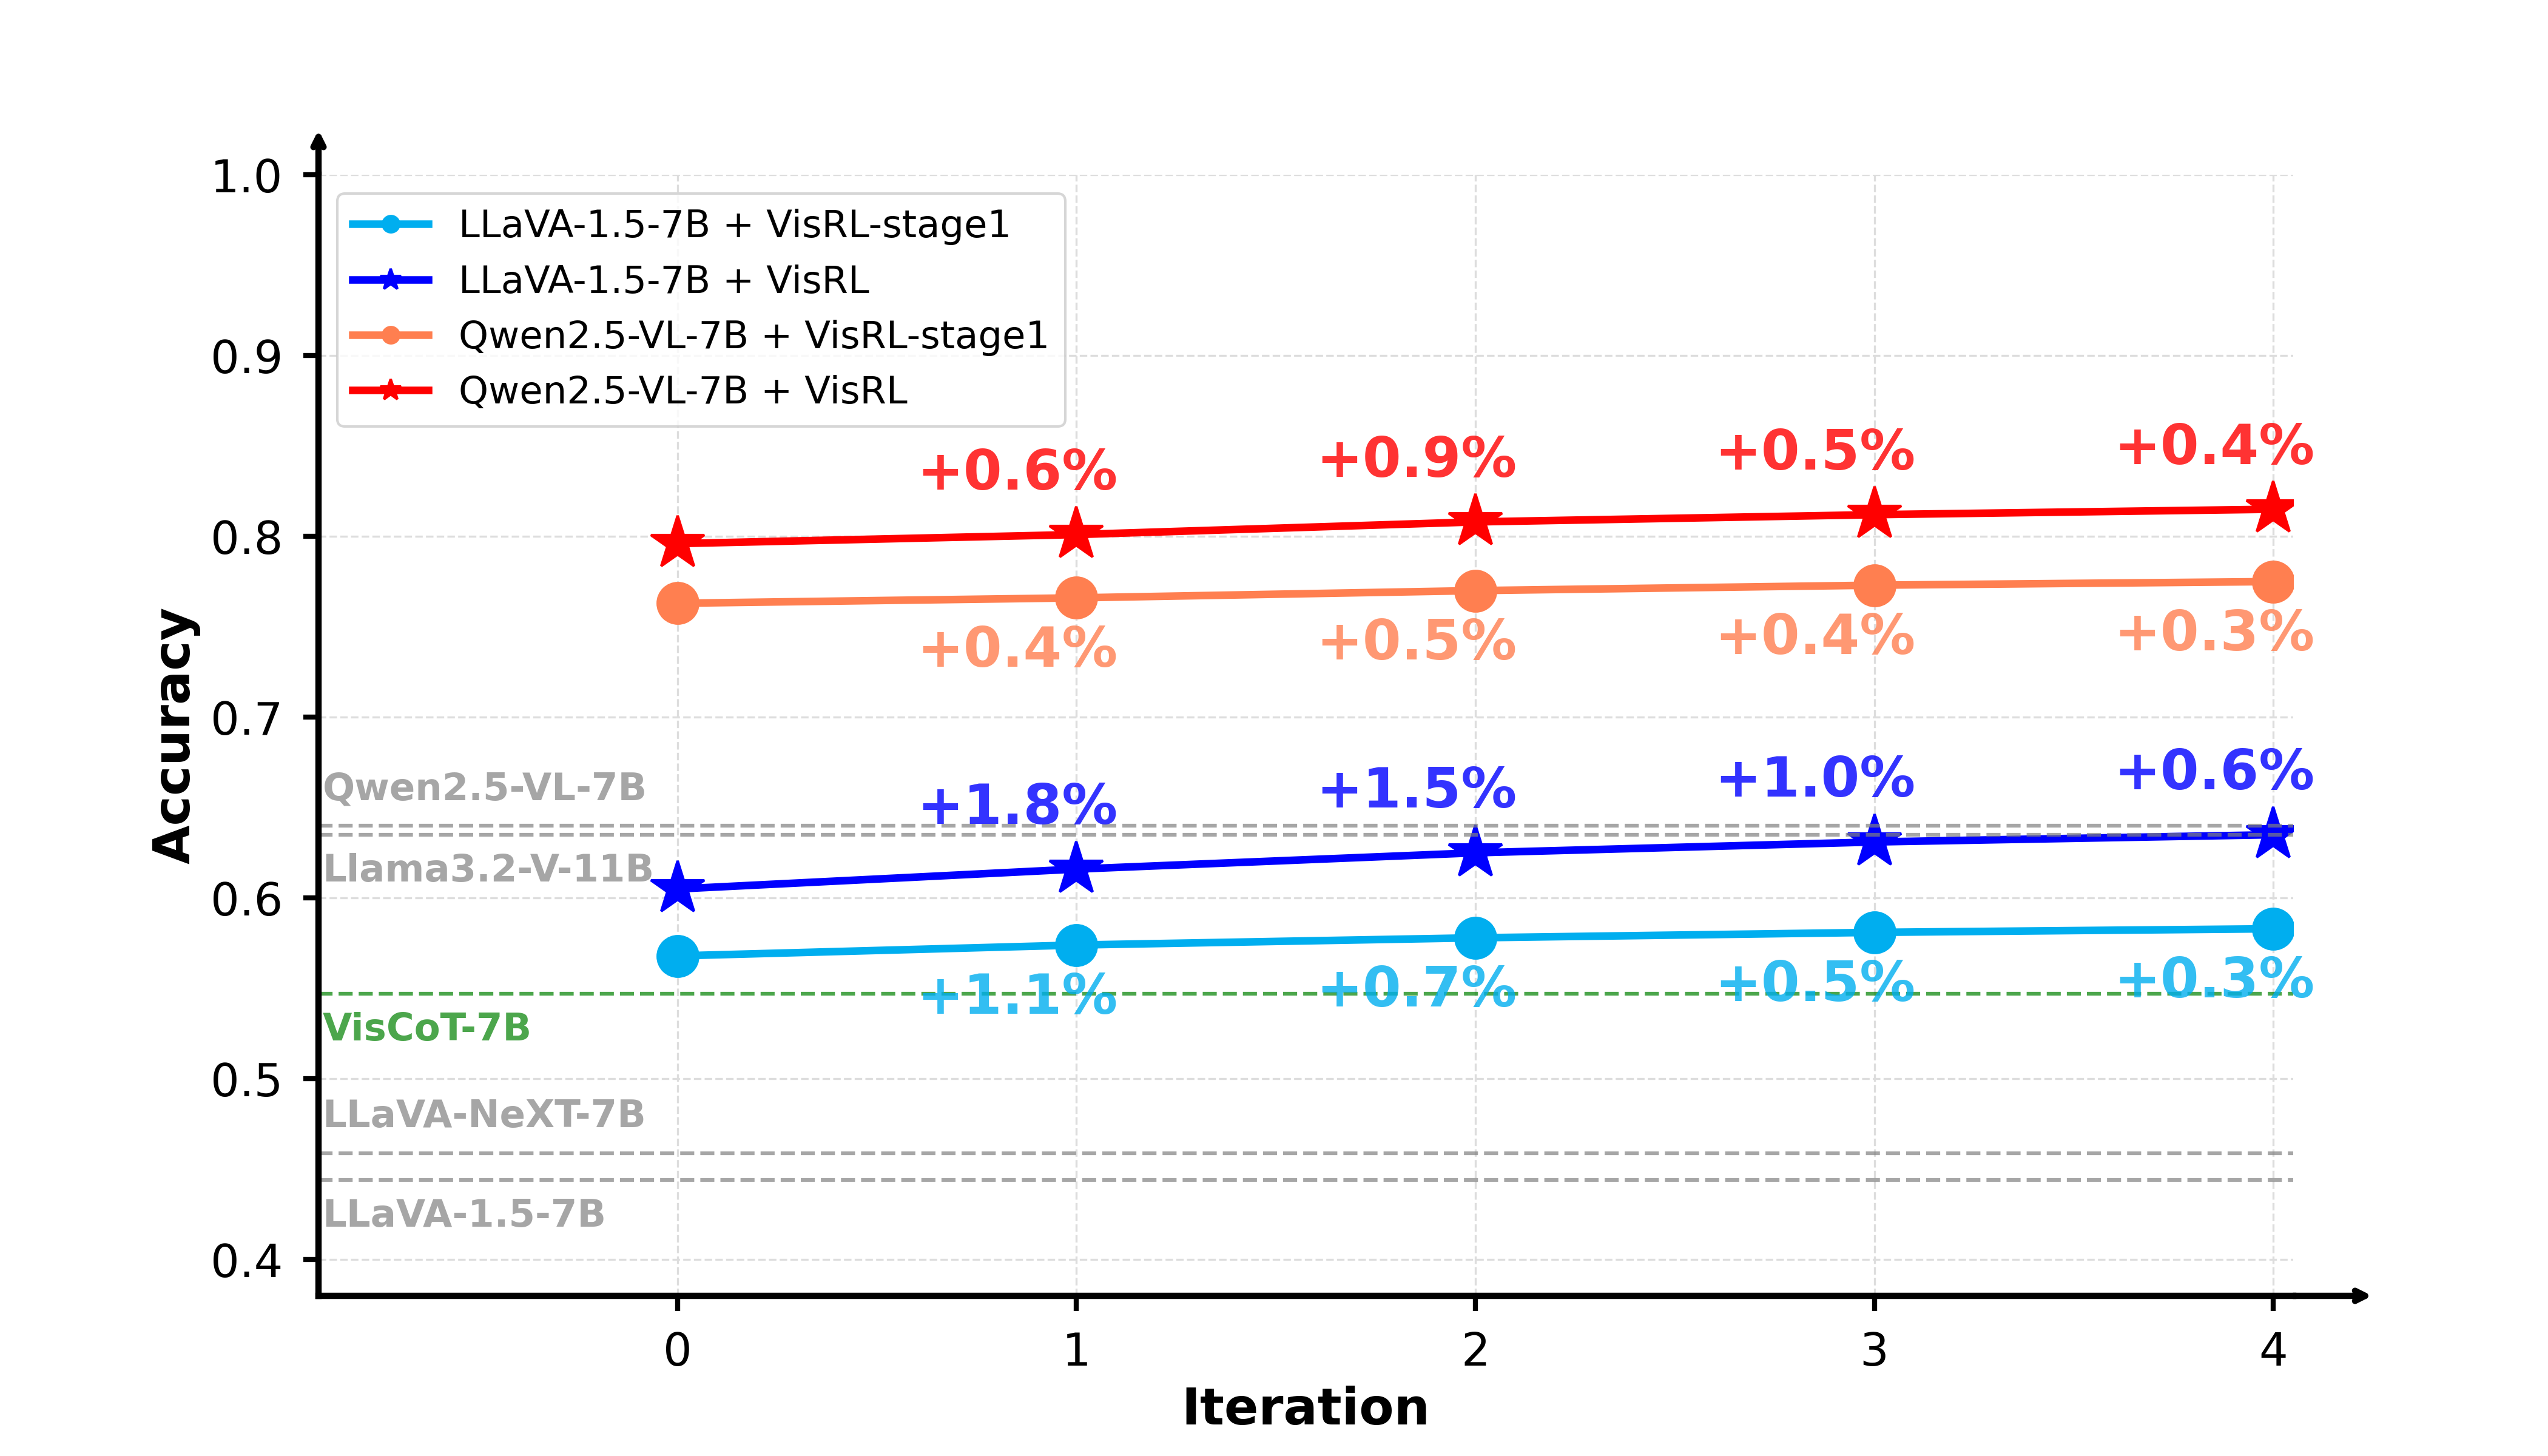 1.0
LLaVA-1.5-7B + VisRL-stage1
LLaVA-1.5-7B + VisRL
Qwen2.5-VL-7B + VisRL-stage1
Qwen2.5-VL-7B + VisRL
0.9
+0.6% +0.9% +0.5% +0.4%
0.8
+0.4% +0.5% +0.4% +0.3%
0.7
Accuracy
Qwen2.5-VL-7B
+1.8% +1.5% +1.0% +0.6%
Llama3.2-V-11B
0.6
+1.1% +0.7% +0.5% +0.3%
VisCoT-7B
0.5
LLaVA-NeXT-7B
LLaVA-1.5-7B
0.4
0 1 2 3 4
Iteration